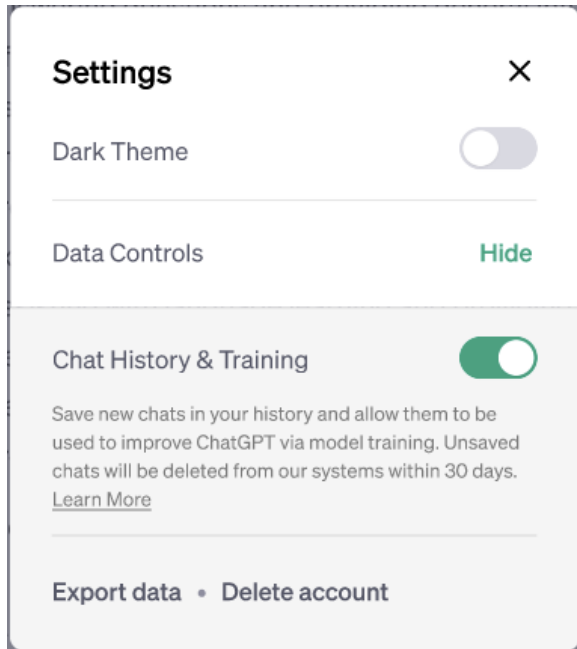 Settings
Dark Theme
Data Controls
Hide
Chat History & Training
Save new chats in your history and allow them to be
used to improve ChatGPT via model training. Unsaved
chats will be deleted from our systems within 30 days.
Learn More
Export data • Delete account